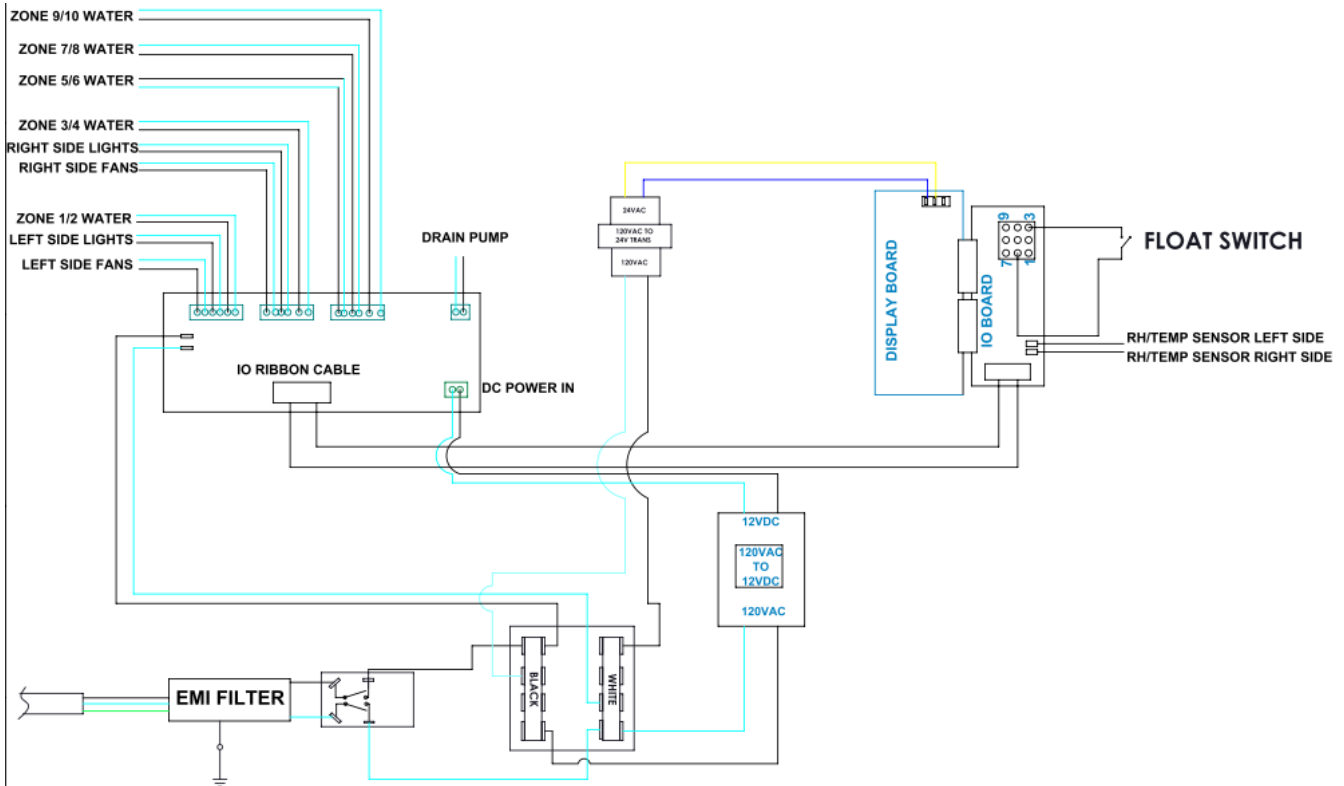 ZONE 9/10 WATER
ZONE 7/8 WATER
ZONE 5/6 WATER
ZONE 3/4 WATER
RIGHT SIDE LIGHTS
RIGHT SIDE FANS
ZONE 1/2 WATER
LEFT SIDE LIGHTS
LEFT SIDE FANS
DRAIN PUMP
IO RIBBON CABLE
DC POWER IN
24VAC
120VAC TO
24V TRANS
120VAC
DISPLAY BOARD
IO BOARD
9
3
7
1
FLOAT SWITCH
RH/TEMP SENSOR LEFT SIDE
RH/TEMP SENSOR RIGHT SIDE
12VDC
120VAC
TO
12VDC
120VAC
EMI FILTER
BLACK
WHITE